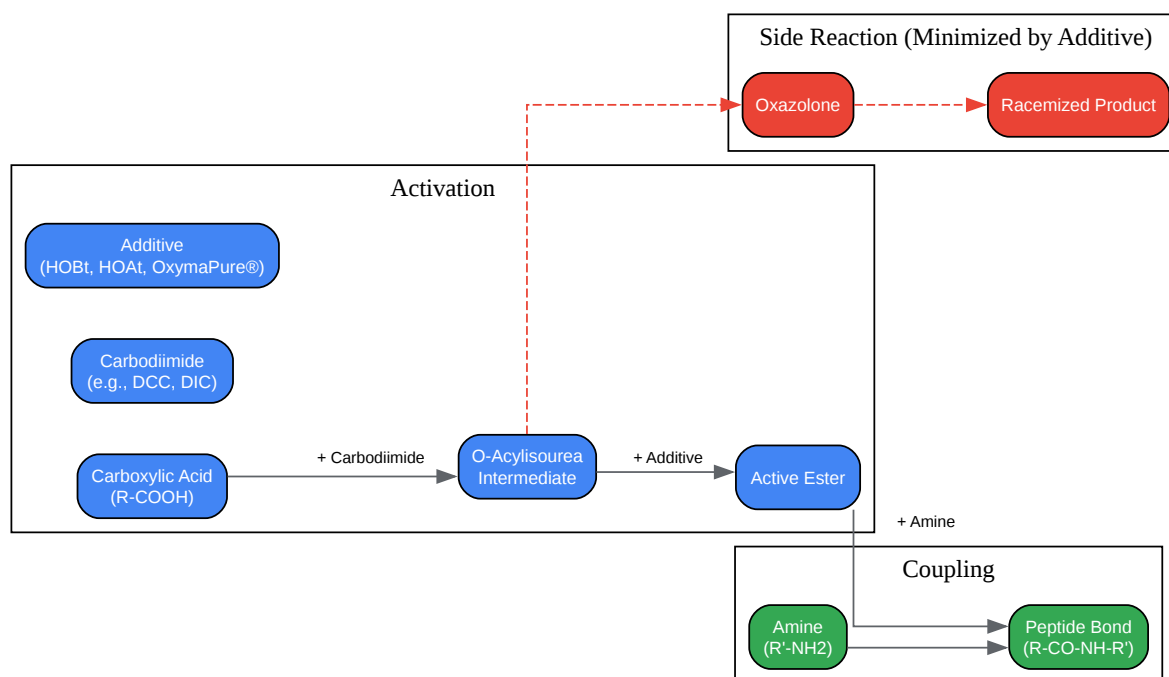 Side Reaction (Minimized by Additive)
Oxazolone
Racemized Product
Activation
Additive
(HOBt, HOAt, OxymaPure®)
Carbodiimide
(e.g., DCC, DIC)
Carboxylic Acid
(R-COOH)
+ Carbodiimide
O-Acylisourea
Intermediate
+ Additive
Active Ester
+ Amine
Coupling
Amine
(R'-NH2)
Peptide Bond
(R-CO-NH-R')